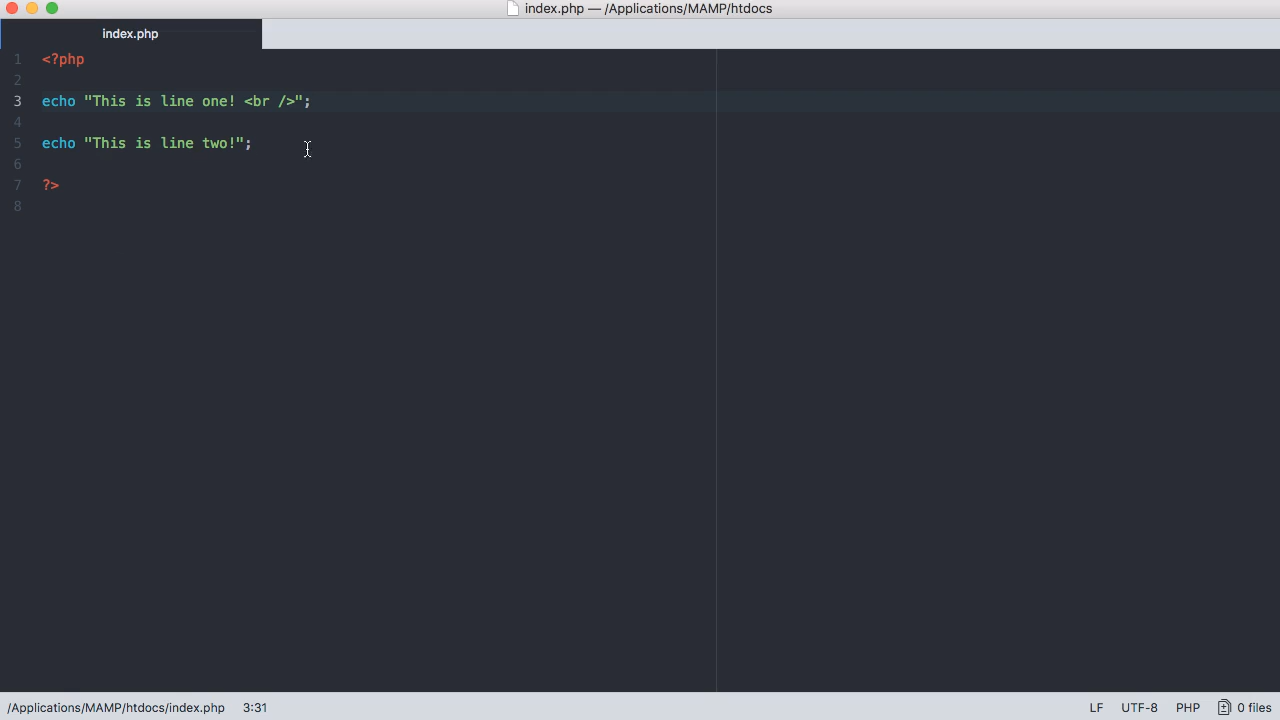 index.php — /Applications/MAMP/htdocs
index.php
1 <?php
2
3 echo "This is line one! <br />";
4
5 echo "This is line two!";
6
7 ?>
8
/Applications/MAMP/htdocs/index.php 3:31 LF UTF-8 PHP 0 files